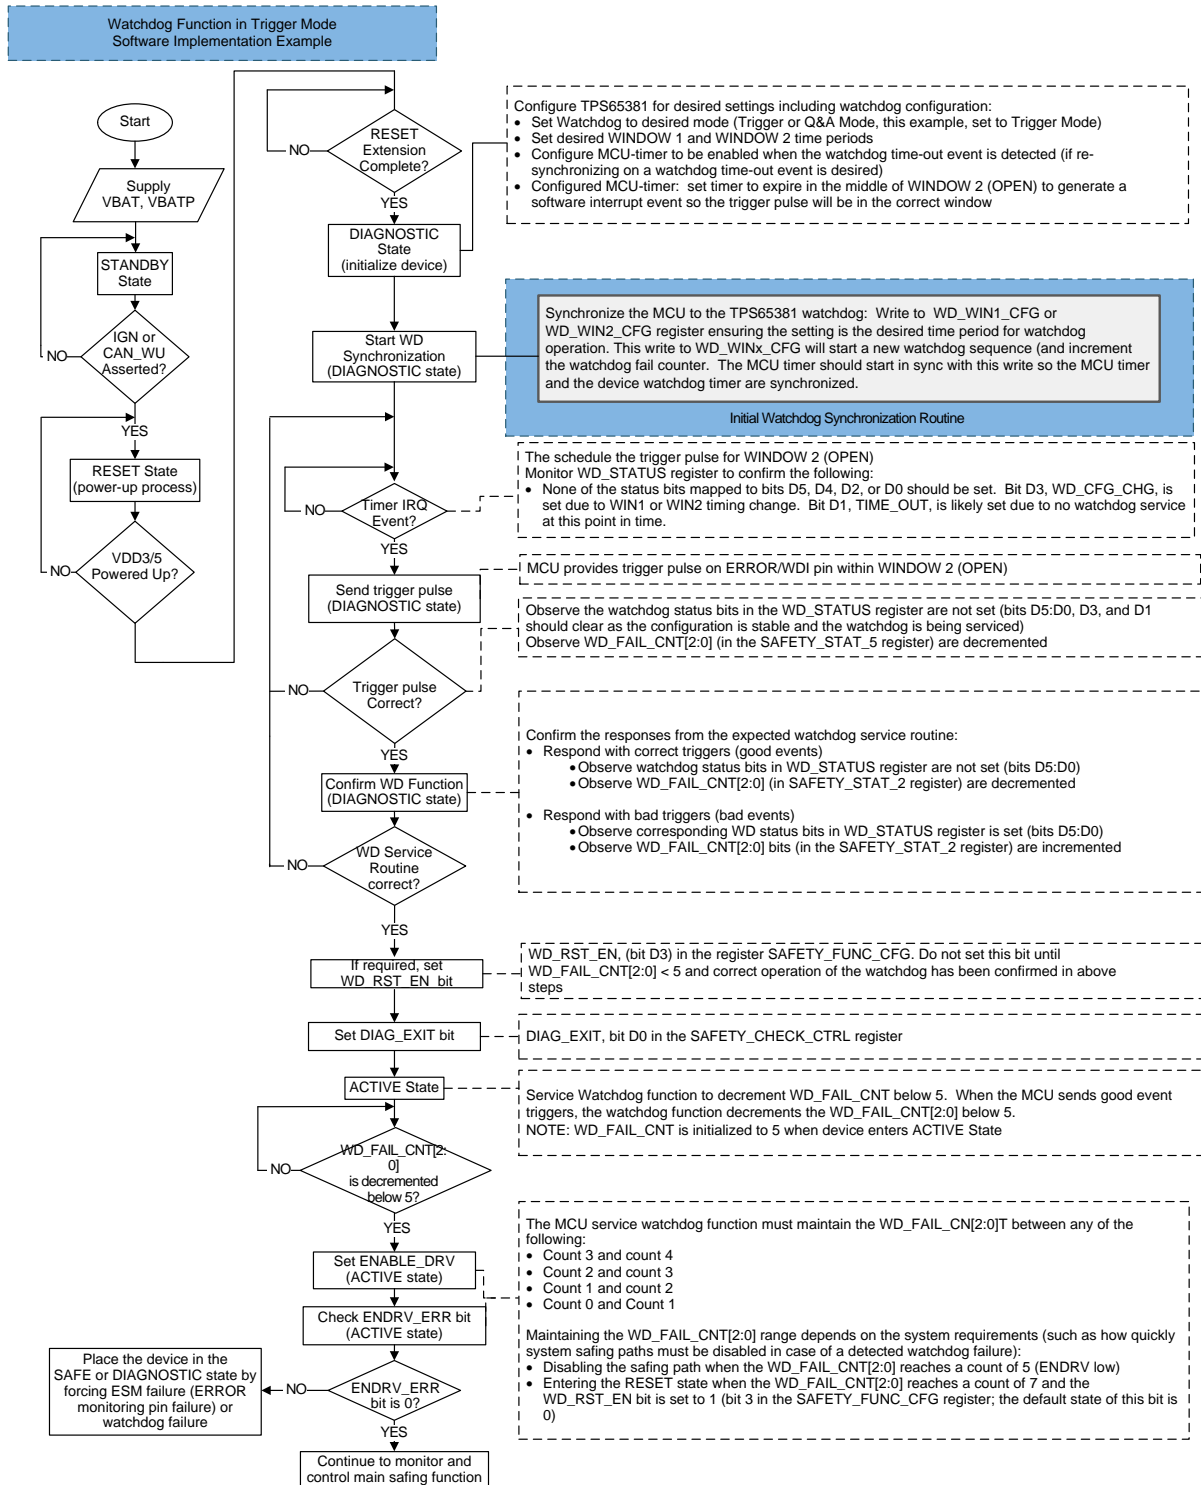 Watchdog Function in Trigger Mode
Software Implementation Example
Start
Supply
VBAT, VBATP
STANDBY
State
IGN or
CAN_WU
Asserted?
NO
YES
RESET State
(power-up process)
VDD3/5
Powered Up?
NO
RESET
Extension
Complete?
NO
YES
DIAGNOSTIC
State
(initialize device)
Configure TPS65381 for desired settings including watchdog configuration:
• Set Watchdog to desired mode (Trigger or Q&A Mode, this example, set to Trigger Mode)
• Set desired WINDOW 1 and WINDOW 2 time periods
• Configure MCU-timer to be enabled when the watchdog time-out event is detected (if re-
synchronizing on a watchdog time-out event is desired)
• Configured MCU-timer: set timer to expire in the middle of WINDOW 2 (OPEN) to generate a
software interrupt event so the trigger pulse will be in the correct window
Start WD
Synchronization
(DIAGNOSTIC state)
Synchronize the MCU to the TPS65381 watchdog: Write to WD_WIN1_CFG or
WD_WIN2_CFG register ensuring the setting is the desired time period for watchdog
operation. This write to WD_WINx_CFG will start a new watchdog sequence (and increment
the watchdog fail counter. The MCU timer should start in sync with this write so the MCU timer
and the device watchdog timer are synchronized.
Initial Watchdog Synchronization Routine
Timer IRQ
Event?
NO
YES
The schedule the trigger pulse for WINDOW 2 (OPEN)
Monitor WD_STATUS register to confirm the following:
• None of the status bits mapped to bits D5, D4, D2, or D0 should be set. Bit D3, WD_CFG_CHG, is
set due to WIN1 or WIN2 timing change. Bit D1, TIME_OUT, is likely set due to no watchdog service
at this point in time.
Send trigger pulse
(DIAGNOSTIC state)
MCU provides trigger pulse on ERROR/WDI pin within WINDOW 2 (OPEN)
Trigger pulse
Correct?
NO
YES
Observe the watchdog status bits in the WD_STATUS register are not set (bits D5:D0, D3, and D1
should clear as the configuration is stable and the watchdog is being serviced)
Observe WD_FAIL_CNT[2:0] (in the SAFETY_STAT_5 register) are decremented
Confirm WD Function
(DIAGNOSTIC state)
Confirm the responses from the expected watchdog service routine:
• Respond with correct triggers (good events)
• Observe watchdog status bits in WD_STATUS register are not set (bits D5:D0)
• Observe WD_FAIL_CNT[2:0] (in SAFETY_STAT_2 register) are decremented
• Respond with bad triggers (bad events)
• Observe corresponding WD status bits in WD_STATUS register is set (bits D5:D0)
• Observe WD_FAIL_CNT[2:0] bits (in the SAFETY_STAT_2 register) are incremented
WD Service
Routine
correct?
NO
YES
If required, set
WD_RST_EN bit
WD_RST_EN, (bit D3) in the register SAFETY_FUNC_CFG. Do not set this bit until
WD_FAIL_CNT[2:0] < 5 and correct operation of the watchdog has been confirmed in above
steps
Set DIAG_EXIT bit
DIAG_EXIT, bit D0 in the SAFETY_CHECK_CTRL register
ACTIVE State
Service Watchdog function to decrement WD_FAIL_CNT below 5. When the MCU sends good event
triggers, the watchdog function decrements the WD_FAIL_CNT[2:0] below 5.
NOTE: WD_FAIL_CNT is initialized to 5 when device enters ACTIVE State
WD_FAIL_CNT[2:
0]
is decremented
below 5?
NO
YES
Set ENABLE_DRV
(ACTIVE state)
Check ENDRV_ERR bit
(ACTIVE state)
The MCU service watchdog function must maintain the WD_FAIL_CN[2:0]T between any of the
following:
• Count 3 and count 4
• Count 2 and count 3
• Count 1 and count 2
• Count 0 and Count 1
Maintaining the WD_FAIL_CNT[2:0] range depends on the system requirements (such as how quickly
system safing paths must be disabled in case of a detected watchdog failure):
• Disabling the safing path when the WD_FAIL_CNT[2:0] reaches a count of 5 (ENDRV low)
• Entering the RESET state when the WD_FAIL_CNT[2:0] reaches a count of 7 and the
WD_RST_EN bit is set to 1 (bit 3 in the SAFETY_FUNC_CFG register; the default state of this bit is
0)
ENDRV_ERR
bit is 0?
NO
Place the device in the
SAFE or DIAGNOSTIC state by
forcing ESM failure (ERROR
monitoring pin failure) or
watchdog failure
YES
Continue to monitor and
control main safing function